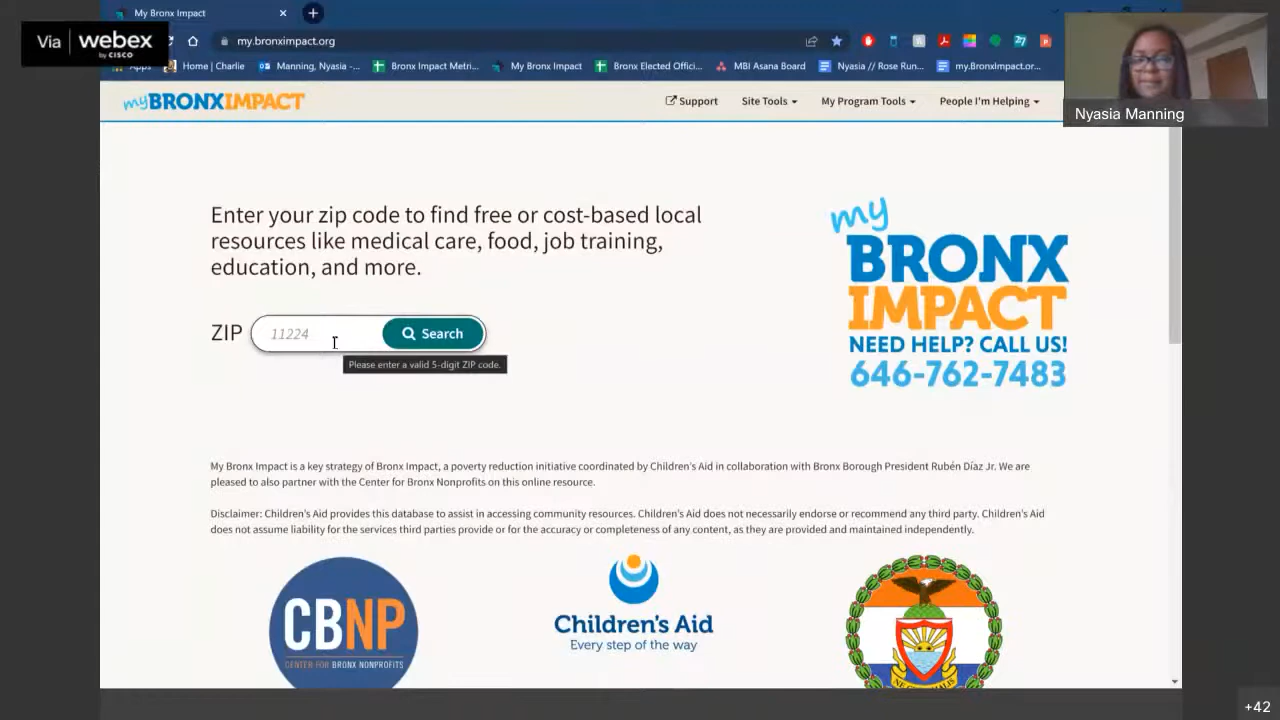 My Bronx Impact
Via webex
by CISCO
my.bronximpact.org
Apps Home | Charlie Manning, Nyasia -... Bronx Impact Metri... My Bronx Impact Bronx Elected Offici... MBI Asana Board Nyasia // Rose Run... my.BronxImpact.or...
Nyasia Manning
myBRONXIMPACT
Support Site Tools My Program Tools People I'm Helping
Enter your zip code to find free or cost-based local
resources like medical care, food, job training,
education, and more.
my
BRONX
IMPACT
NEED HELP? CALL US!
646-762-7483
ZIP 11224 Search
Please enter a valid 5-digit ZIP code.
My Bronx Impact is a key strategy of Bronx Impact, a poverty reduction initiative coordinated by Children's Aid in collaboration with Bronx Borough President Rubén Díaz Jr. We are
pleased to also partner with the Center for Bronx Nonprofits on this online resource.
Disclaimer: Children's Aid provides this database to assist in accessing community resources. Children's Aid does not necessarily endorse or recommend any third party. Children's Aid
does not assume liability for the services third parties provide or for the accuracy or completeness of any content, as they are provided and maintained independently.
CBNP
CENTER FOR BRONX NONPROFITS
Children's Aid
Every step of the way
+42